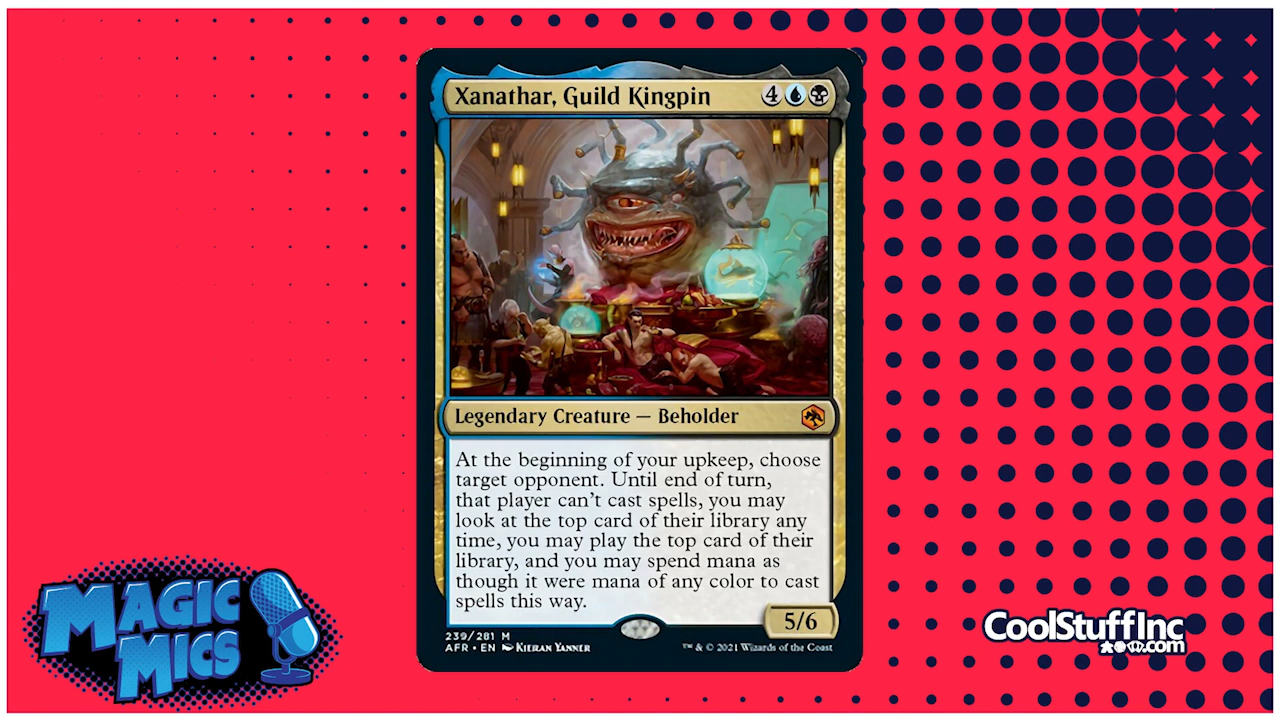 Xanathar, Guild Kingpin 4
Legendary Creature — Beholder
At the beginning of your upkeep, choose
target opponent. Until end of turn,
that player can't cast spells, you may
look at the top card of their library any
time, you may play the top card of their
library, and you may spend mana as
though it were mana of any color to cast
spells this way.
5/6
239/281 M
AFR • EN Kieran Yanner
™ & © 2021 Wizards of the Coast
MAGIC
MICS
CoolStuffInc
.com